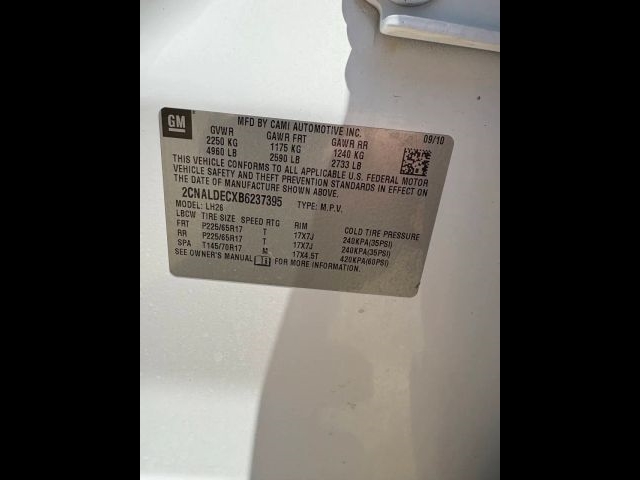 GM
MFD BY CAMI AUTOMOTIVE INC.
09/10
GVWR GAWR FRT GAWR RR
2250 KG 1175 KG 1240 KG
4960 LB 2590 LB 2733 LB
THIS VEHICLE CONFORMS TO ALL APPLICABLE U.S. FEDERAL MOTOR
VEHICLE SAFETY AND THEFT PREVENTION STANDARDS IN EFFECT ON
THE DATE OF MANUFACTURE SHOWN ABOVE.
2CNALDECXB6237395 TYPE: M.P.V.
MODEL: LH26
LBCW TIRE SIZE SPEED RTG RIM COLD TIRE PRESSURE
FRT P225/65R17 T 17X7J 240KPA(35PSI)
RR P225/65R17 T 17X7J 240KPA(35PSI)
SPA T145/70R17 M 17X4.5T 420KPA(60PSI)
SEE OWNER'S MANUAL FOR MORE INFORMATION.